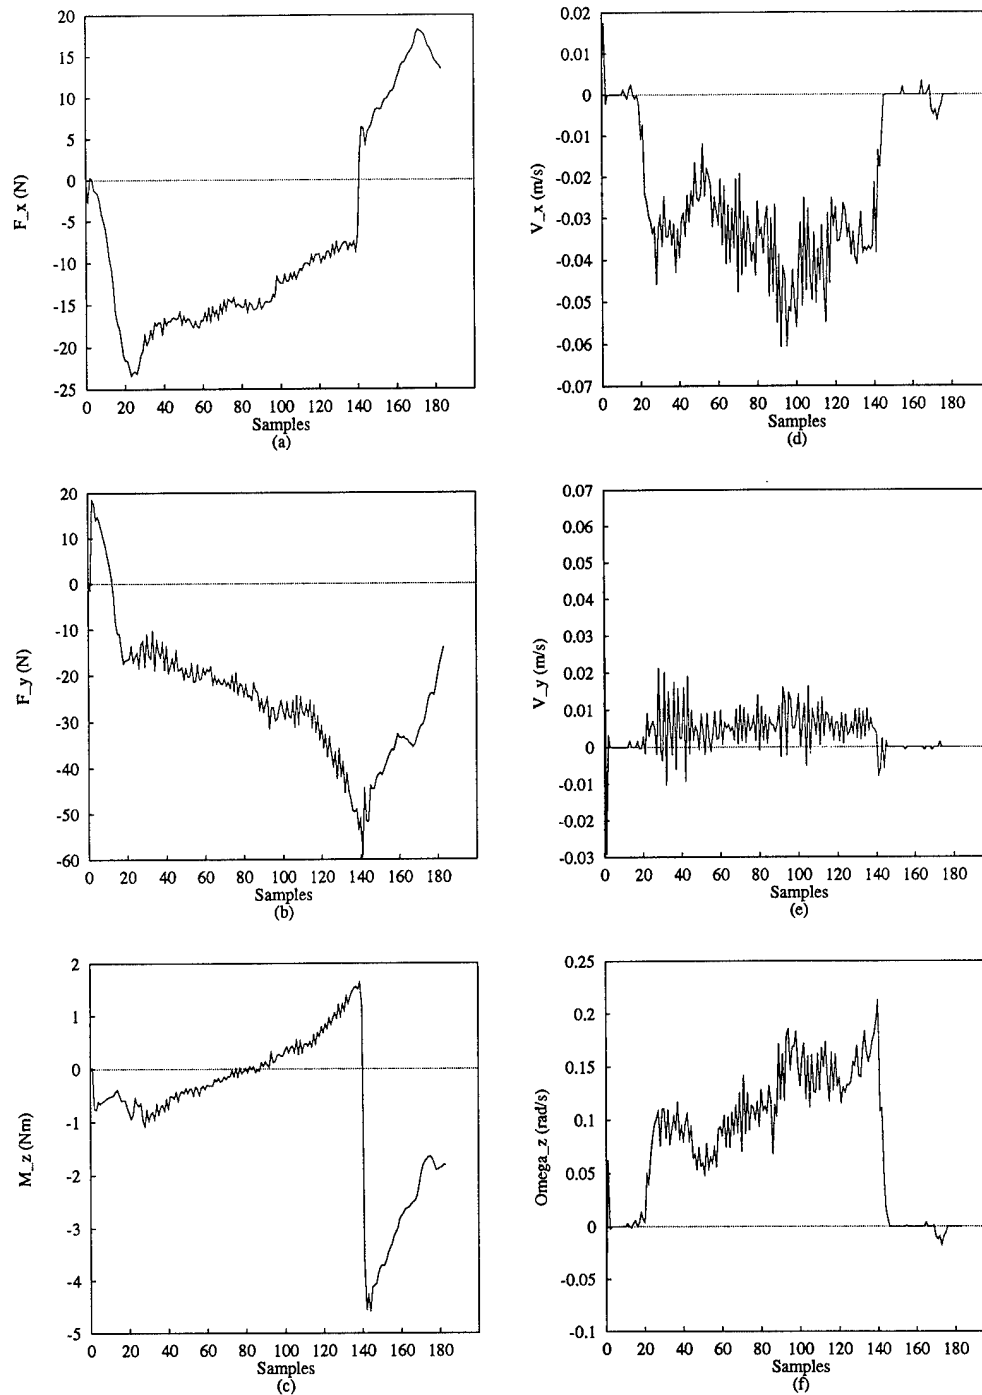 20
15
10
5
0
-5
-10
-15
-20
-25
F_x (N)
0 20 40 60 80 100 120 140 160 180
Samples
(a)
0.02
0.01
0
-0.01
-0.02
-0.03
-0.04
-0.05
-0.06
-0.07
V_x (m/s)
0 20 40 60 80 100 120 140 160 180
Samples
(d)
20
10
0
-10
-20
-30
-40
-50
-60
F_y (N)
0 20 40 60 80 100 120 140 160 180
Samples
(b)
0.07
0.06
0.05
0.04
0.03
0.02
0.01
0
-0.01
-0.02
-0.03
V_y (m/s)
0 20 40 60 80 100 120 140 160 180
Samples
(e)
2
1
0
-1
-2
-3
-4
-5
M_z (Nm)
0 20 40 60 80 100 120 140 160 180
Samples
(c)
0.25
0.2
0.15
0.1
0.05
0
-0.05
-0.1
Omega_z (rad/s)
0 20 40 60 80 100 120 140 160 180
Samples
(f)